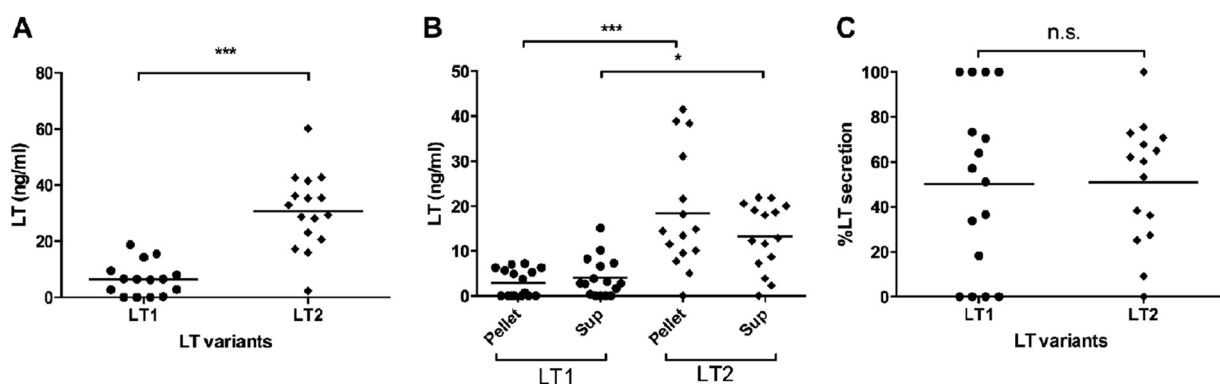 A
***
LT (ng/ml)
80
60
40
20
0
LT1
LT2
LT variants
B
***
*
LT (ng/ml)
50
40
30
20
10
0
Pellet
Sup
Pellet
Sup
LT1
LT2
C
n.s.
%LT secretion
100
80
60
40
20
0
LT1
LT2
LT variants